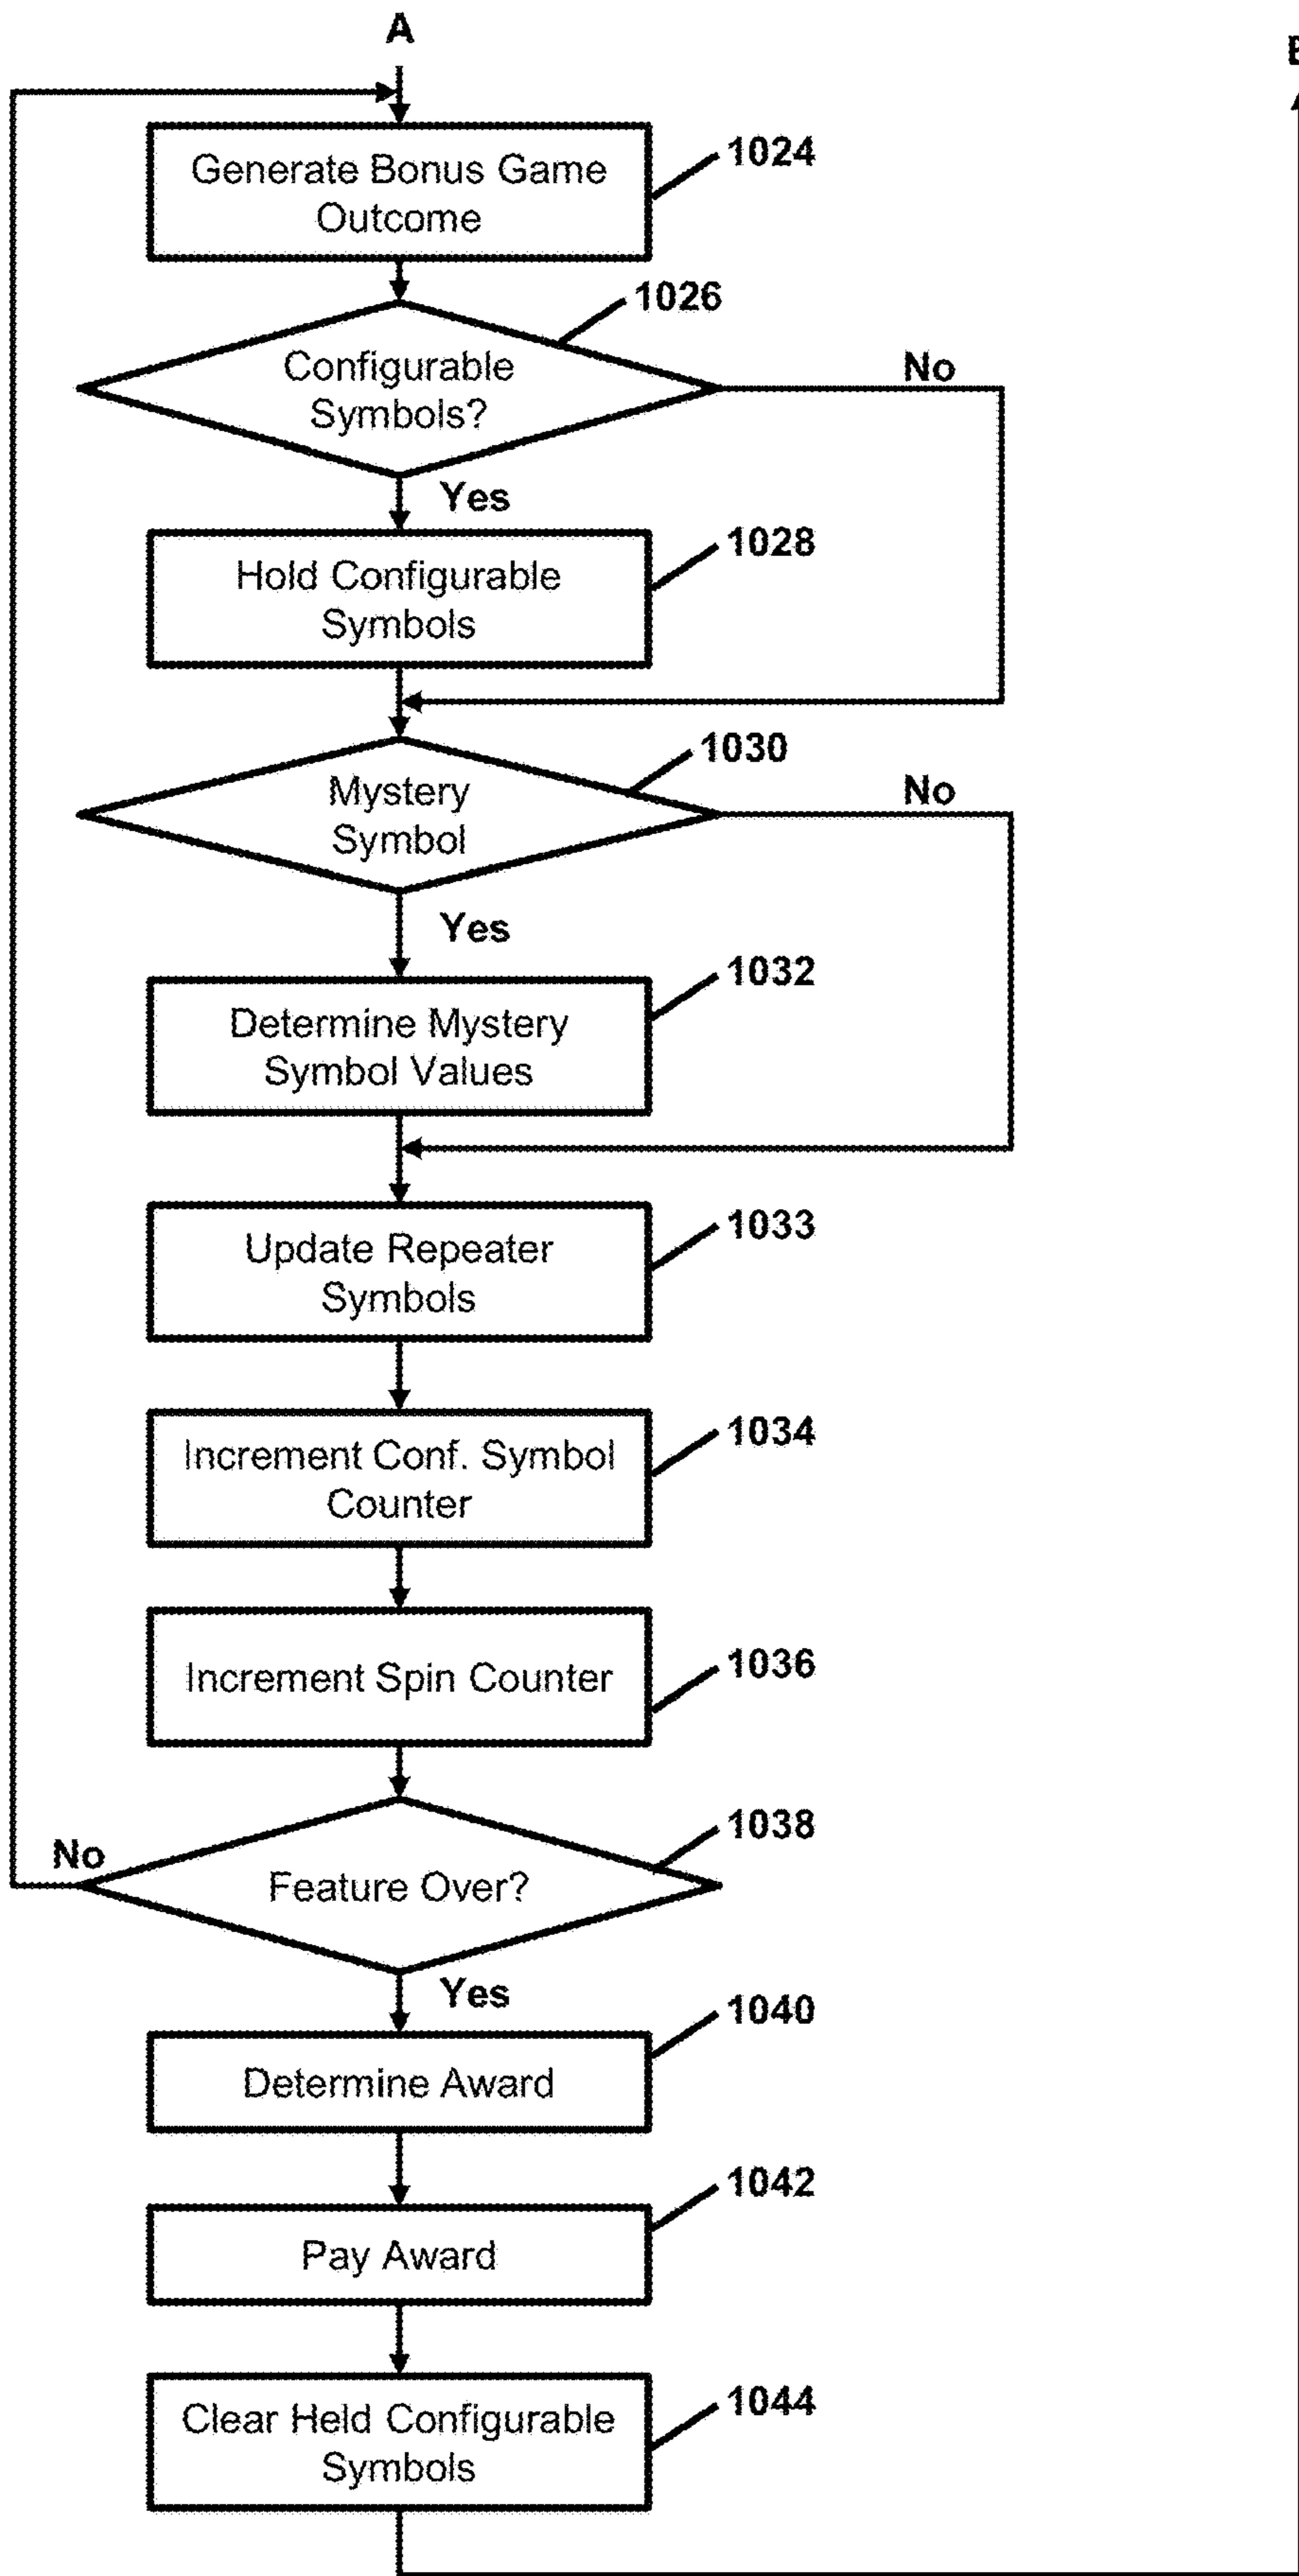 A
Generate Bonus Game
Outcome
1024
1026
Configurable
Symbols?
No
Yes
Hold Configurable
Symbols
1028
1030
Mystery
Symbol
No
Yes
Determine Mystery
Symbol Values
1032
Update Repeater
Symbols
1033
Increment Conf. Symbol
Counter
1034
Increment Spin Counter
1036
1038
Feature Over?
No
Yes
Determine Award
1040
Pay Award
1042
Clear Held Configurable
Symbols
1044